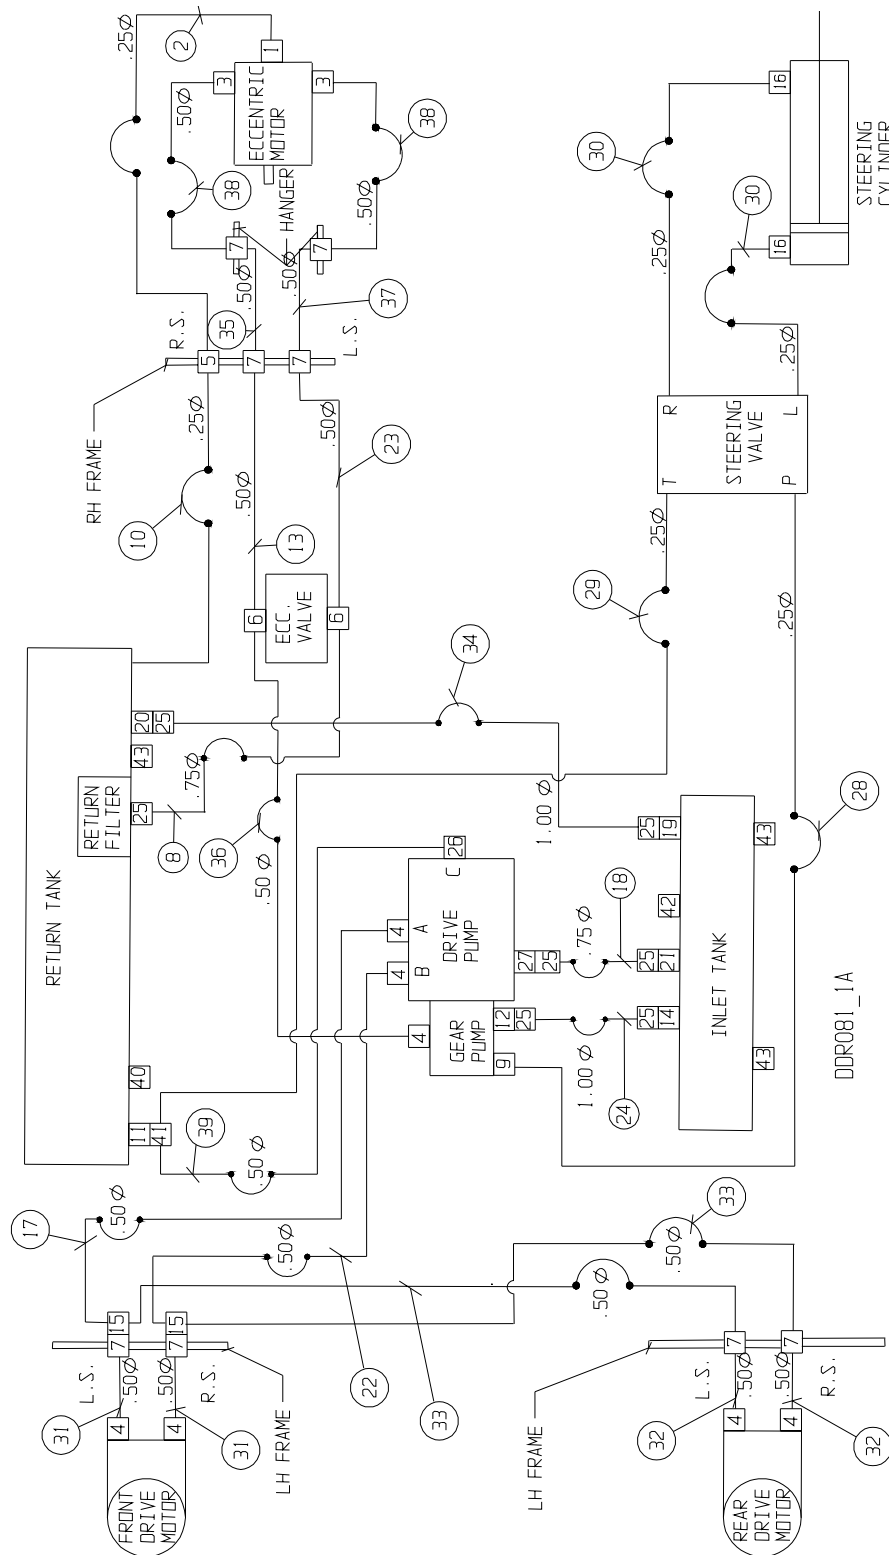 FRONT
DRIVE
MOTOR
4
4
31
31
.50Ø
.50Ø
L.S.
R.S.
LH FRAME
7
15
7
15
17
.50Ø
.50Ø
22
33
39
.50Ø
11
41
40
RETURN TANK
RETURN
FILTER
25
43
20
25
8
.75Ø
36
.50Ø
10
.25Ø
RH FRAME
R.S.
L.S.
5
7
7
.50Ø
13
.50Ø
23
ECC.
VALVE
6
6
35
.50Ø
37
.50Ø
7
7
HANGER
38
.50Ø
38
.50Ø
ECCENTRIC
MOTOR
3
3
1
2
.25Ø
34
1.00 Ø
GEAR
PUMP
4
9
12
25
DRIVE
PUMP
B
A
C
4
4
26
27
25
.75 Ø
18
1.00 Ø
24
INLET TANK
25
14
25
21
42
25
19
43
43
28
29
.25Ø
.25Ø
STEERING
VALVE
T
R
P
L
.25Ø
.25Ø
30
30
16
16
STEERING
CYLINDER
33
.50Ø
.50Ø
LH FRAME
7
7
L.S.
R.S.
.50Ø
.50Ø
32
32
4
4
REAR
DRIVE
MOTOR
DDR081_1A